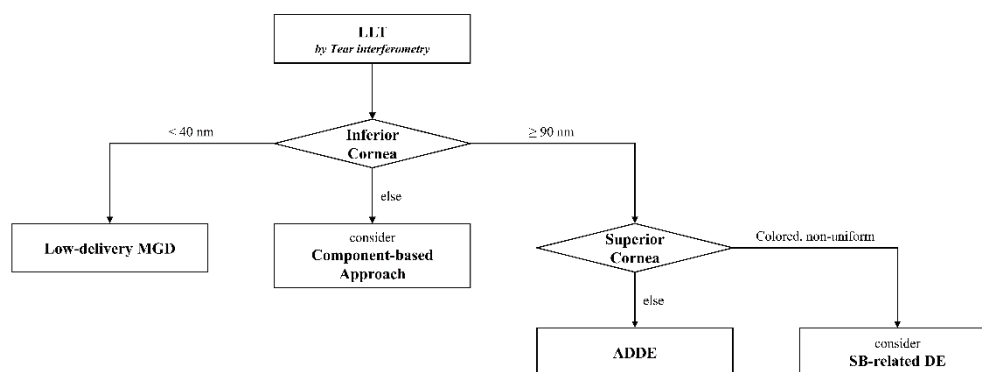 LLT
by Tear interferometry
< 40 nm
Inferior
Cornea
≥ 90 nm
else
Low-delivery MGD
consider
Component-based
Approach
Superior
Cornea
Colored, non-uniform
else
ADDE
consider
SB-related DE